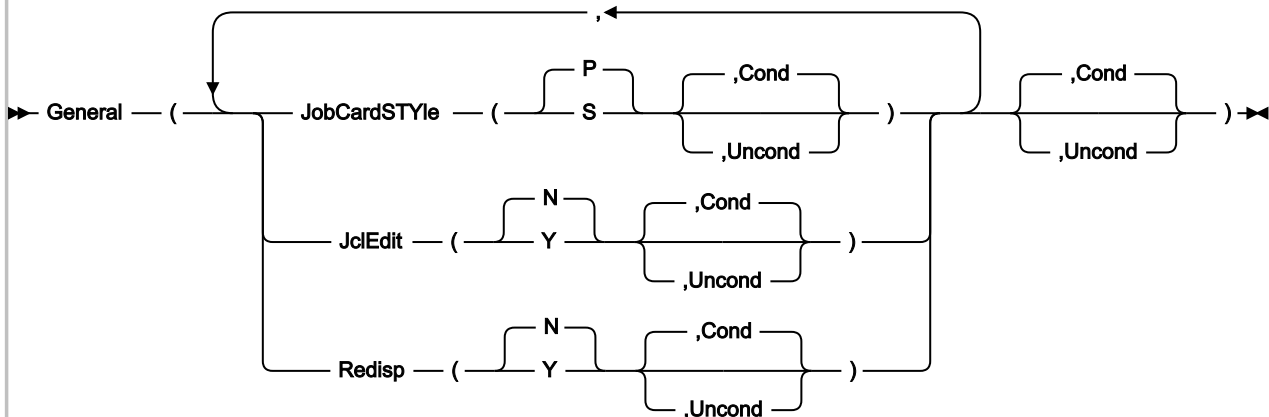 ,
P ,Cond ,Cond
General ( JobCardSTYle ( S ) )
,Uncond ,Uncond
N ,Cond
JclEdit ( Y )
,Uncond
N ,Cond
Redisp ( Y )
,Uncond